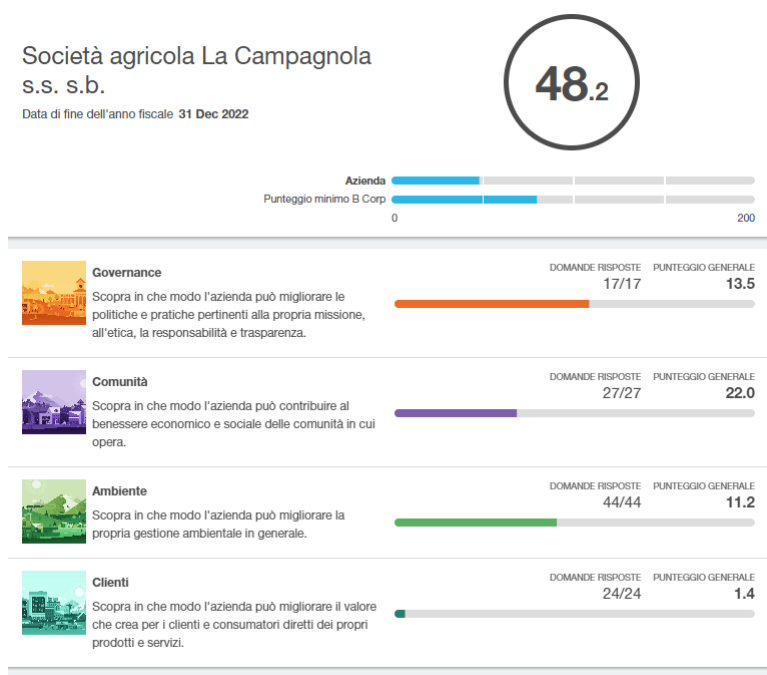 Società agricola La Campagnola
s.s. s.b.
Data di fine dell'anno fiscale 31 Dec 2022
48.2
Azienda
Punteggio minimo B Corp
0 200
Governance
Scopra in che modo l'azienda può migliorare le
politiche e pratiche pertinenti alla propria missione,
all'etica, la responsabilità e trasparenza.
DOMANDE RISPOSTE PUNTEGGIO GENERALE
17/17 13.5
Comunità
Scopra in che modo l'azienda può contribuire al
benessere economico e sociale delle comunità in cui
opera.
DOMANDE RISPOSTE PUNTEGGIO GENERALE
27/27 22.0
Ambiente
Scopra in che modo l'azienda può migliorare la
propria gestione ambientale in generale.
DOMANDE RISPOSTE PUNTEGGIO GENERALE
44/44 11.2
Clienti
Scopra in che modo l'azienda può migliorare il valore
che crea per i clienti e consumatori diretti dei propri
prodotti e servizi.
DOMANDE RISPOSTE PUNTEGGIO GENERALE
24/24 1.4